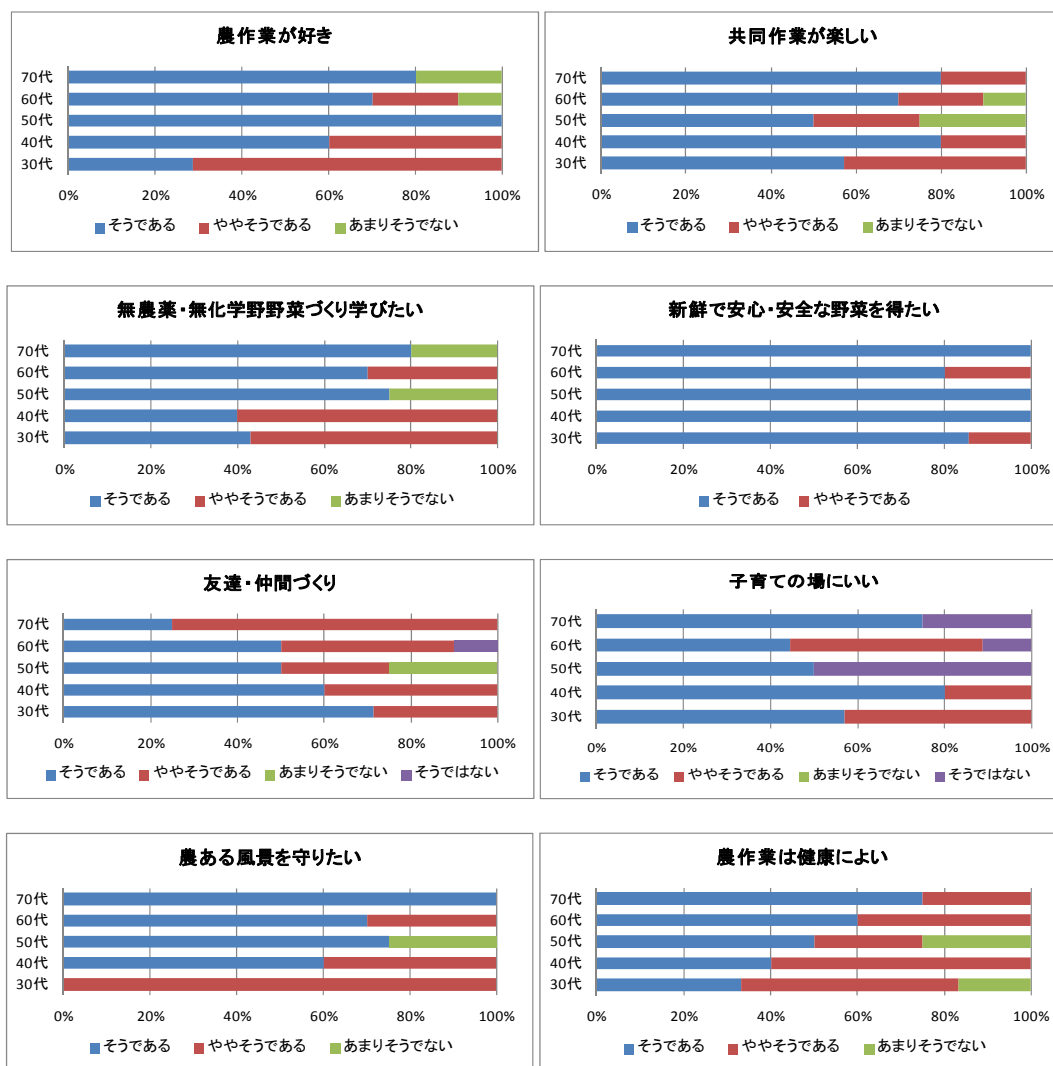 農作業が好き
70代
60代
50代
40代
30代
0% 20% 40% 60% 80% 100%
そうである ややそうである あまりそうでない
共同作業が楽しい
70代
60代
50代
40代
30代
0% 20% 40% 60% 80% 100%
そうである ややそうである あまりそうでない
無農薬・無化学野野菜づくり学びたい
70代
60代
50代
40代
30代
0% 20% 40% 60% 80% 100%
そうである ややそうである あまりそうでない
新鮮で安心・安全な野菜を得たい
70代
60代
50代
40代
30代
0% 20% 40% 60% 80% 100%
そうである ややそうである
友達・仲間づくり
70代
60代
50代
40代
30代
0% 20% 40% 60% 80% 100%
そうである ややそうである あまりそうでない そうではない
子育ての場にいい
70代
60代
50代
40代
30代
0% 20% 40% 60% 80% 100%
そうである ややそうである あまりそうでない そうではない
農ある風景を守りたい
70代
60代
50代
40代
30代
0% 20% 40% 60% 80% 100%
そうである ややそうである あまりそうでない
農作業は健康によい
70代
60代
50代
40代
30代
0% 20% 40% 60% 80% 100%
そうである ややそうである あまりそうでない